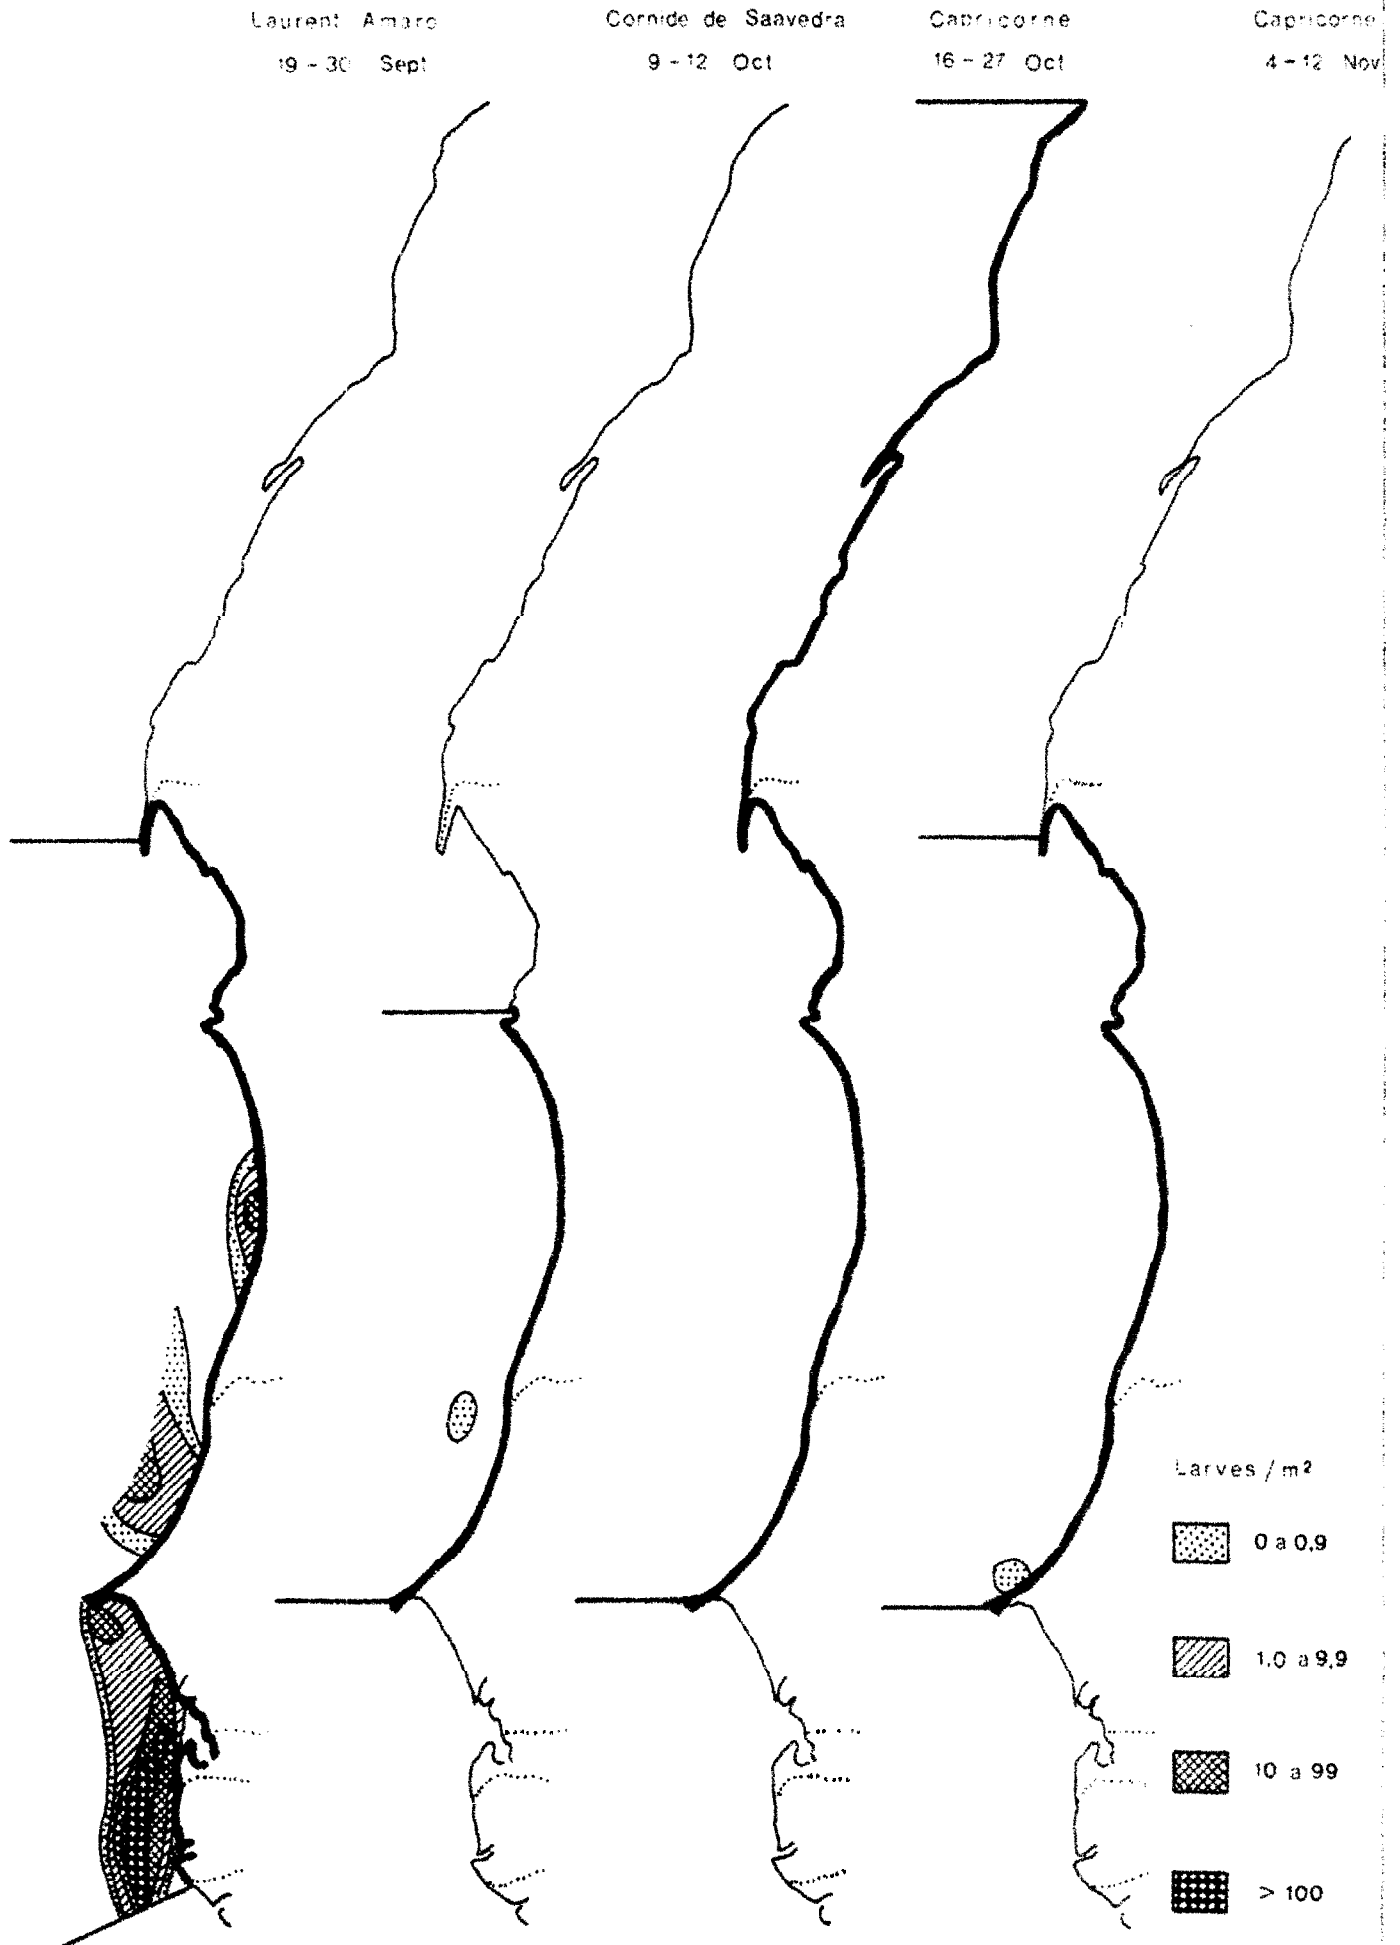 Laurent Amaro
19 - 30 Sept
Cornide de Saavedra
9 - 12 Oct
Capricorne
16 - 27 Oct
Capricorne
4 - 12 Nov
Larves / m²
0 a 0,9
1,0 a 9,9
10 a 99
> 100